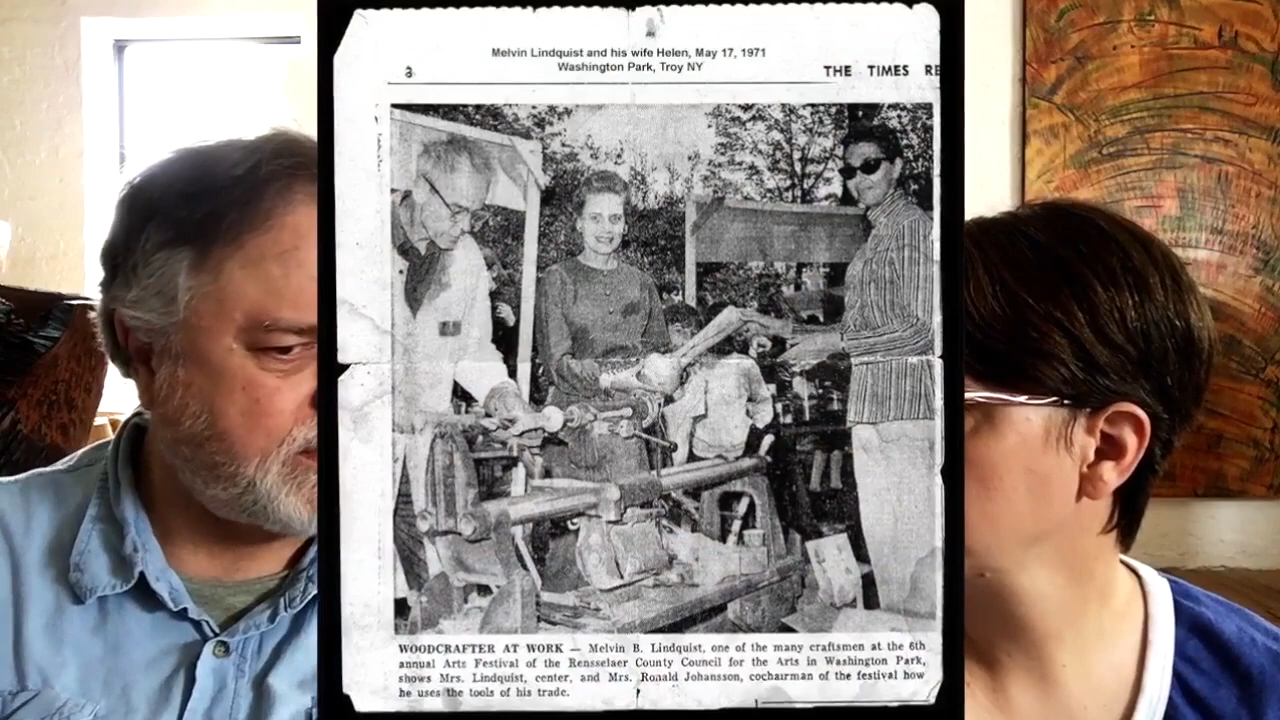 Melvin Lindquist and his wife Helen, May 17, 1971
Washington Park, Troy NY
THE TIMES RE
WOODCRAFTER AT WORK — Melvin B. Lindquist, one of the many craftsmen at the 6th
annual Arts Festival of the Rensselaer County Council for the Arts in Washington Park,
shows Mrs. Lindquist, center, and Mrs. Ronald Johansson, cochairman of the festival how
he uses the tools of his trade.